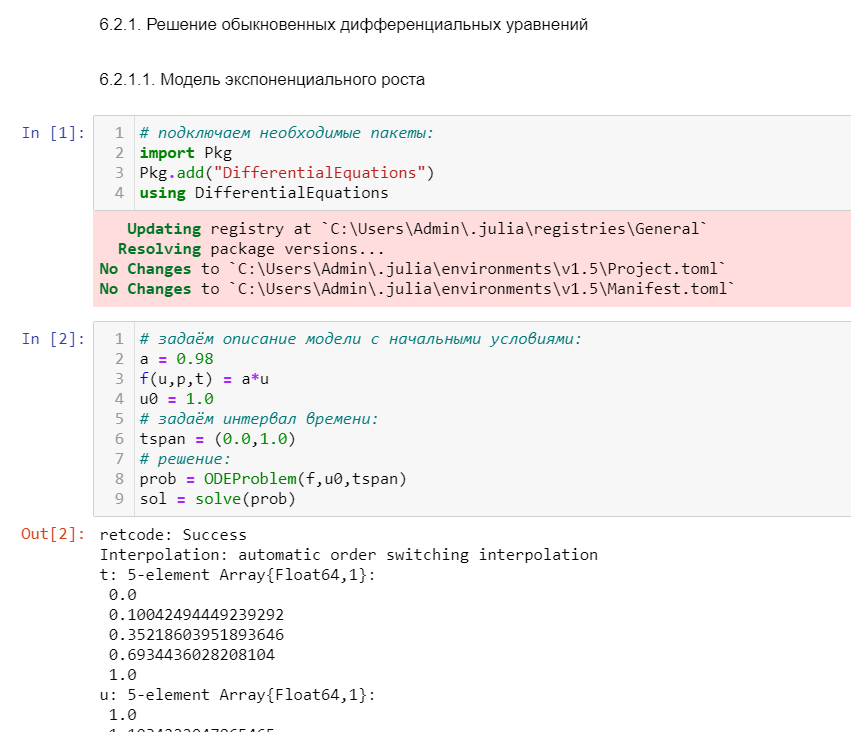 6.2.1. Решение обыкновенных дифференциальных уравнений
6.2.1.1. Модель экспоненциального роста
In [1]:
1 # подключаем необходимые пакеты:
2 import Pkg
3 Pkg.add("DifferentialEquations")
4 using DifferentialEquations
Updating registry at `C:\Users\Admin\.julia\registries\General`
Resolving package versions...
No Changes to `C:\Users\Admin\.julia\environments\v1.5\Project.toml`
No Changes to `C:\Users\Admin\.julia\environments\v1.5\Manifest.toml`
In [2]:
1 # задаём описание модели с начальными условиями:
2 a = 0.98
3 f(u,p,t) = a*u
4 u0 = 1.0
5 # задаём интервал времени:
6 tspan = (0.0,1.0)
7 # решение:
8 prob = ODEProblem(f,u0,tspan)
9 sol = solve(prob)
Out[2]:
retcode: Success
Interpolation: automatic order switching interpolation
t: 5-element Array{Float64,1}:
0.0
0.10042494449239292
0.35218603951893646
0.6934436028208104
1.0
u: 5-element Array{Float64,1}:
1.0